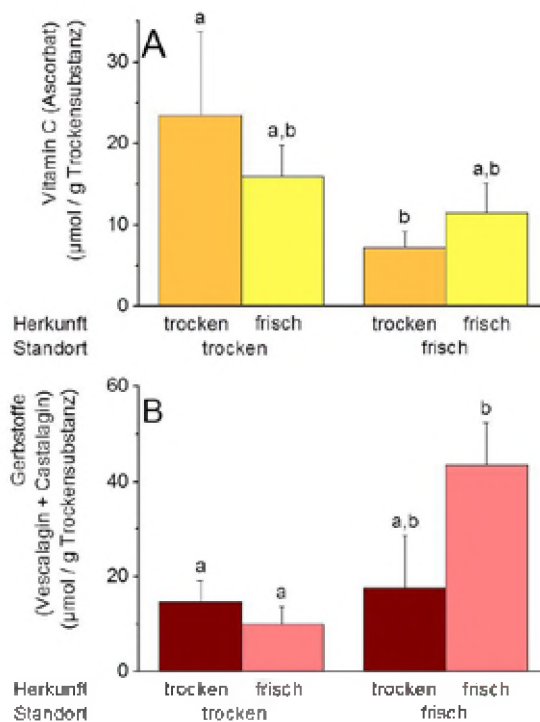 A
Vitamin C (Ascorbat)
(µmol / g Trockensubstanz)
30
20
10
0
a
a,b
b
a,b
Herkunft trocken frisch trocken frisch
Standort trocken frisch
B
Gerbstoffe
(Vescalagin + Castalagin)
(µmol / g Trockensubstanz)
60
40
20
0
a
a
a,b
b
Herkunft trocken frisch trocken frisch
Standort trocken frisch